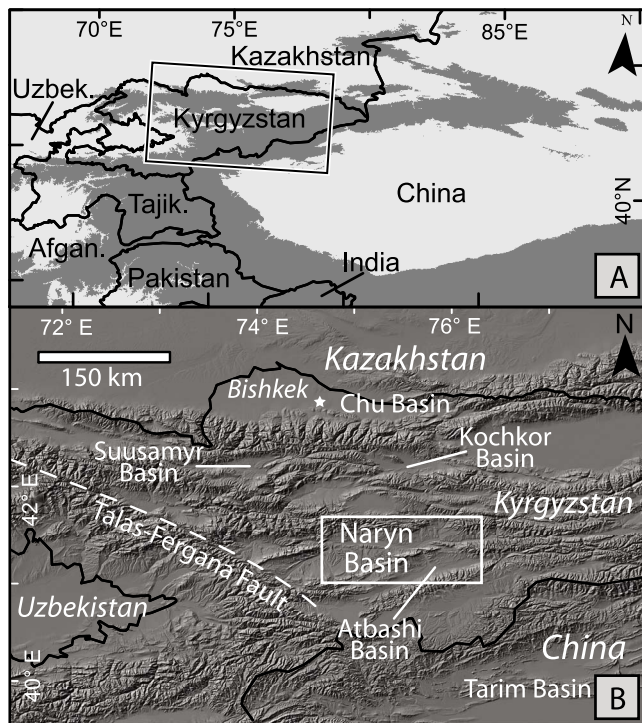 70°E
75°E
85°E
N
Kazakhstan
Uzbek.
Kyrgyzstan
China
40°N
Tajik.
Afgan.
India
Pakistan
A
72° E
74° E
76° E
N
150 km
Kazakhstan
Bishkek
Chu Basin
Suusamyr
Basin
Kochkor
Basin
42° E
Kyrgyzstan
Talas-Fergana Fault
Naryn
Basin
Uzbekistan
Atbashi
Basin
China
40° E
Tarim Basin
B